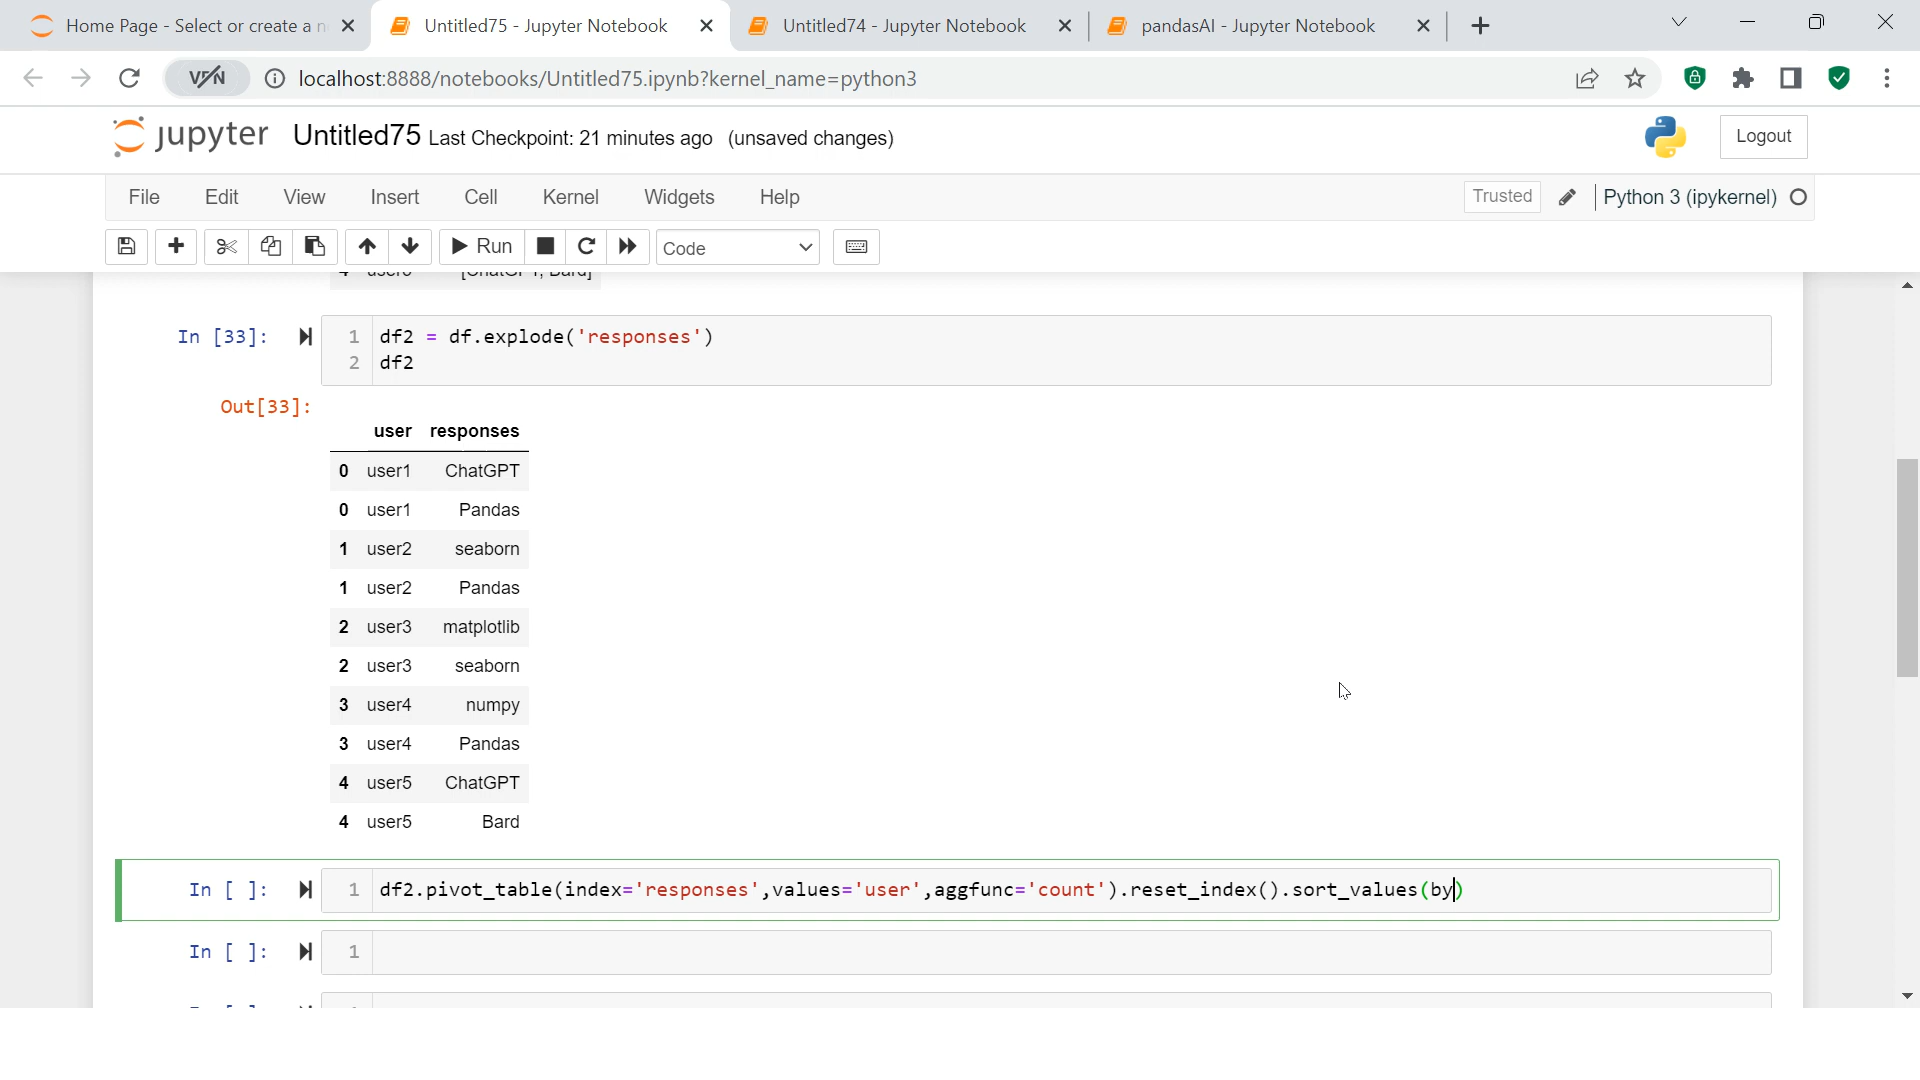 Home Page - Select or create a n
Untitled75 - Jupyter Notebook
Untitled74 - Jupyter Notebook
pandasAI - Jupyter Notebook
VPN
localhost:8888/notebooks/Untitled75.ipynb?kernel_name=python3
jupyter Untitled75 Last Checkpoint: 21 minutes ago (unsaved changes)
Logout
File Edit View Insert Cell Kernel Widgets Help
Trusted Python 3 (ipykernel)
Run Code
In [33]: 1 df2 = df.explode('responses')
2 df2
Out[33]:
user responses
0 user1 ChatGPT
0 user1 Pandas
1 user2 seaborn
1 user2 Pandas
2 user3 matplotlib
2 user3 seaborn
3 user4 numpy
3 user4 Pandas
4 user5 ChatGPT
4 user5 Bard
In [ ]: 1 df2.pivot_table(index='responses',values='user',aggfunc='count').reset_index().sort_values(by)
In [ ]: 1